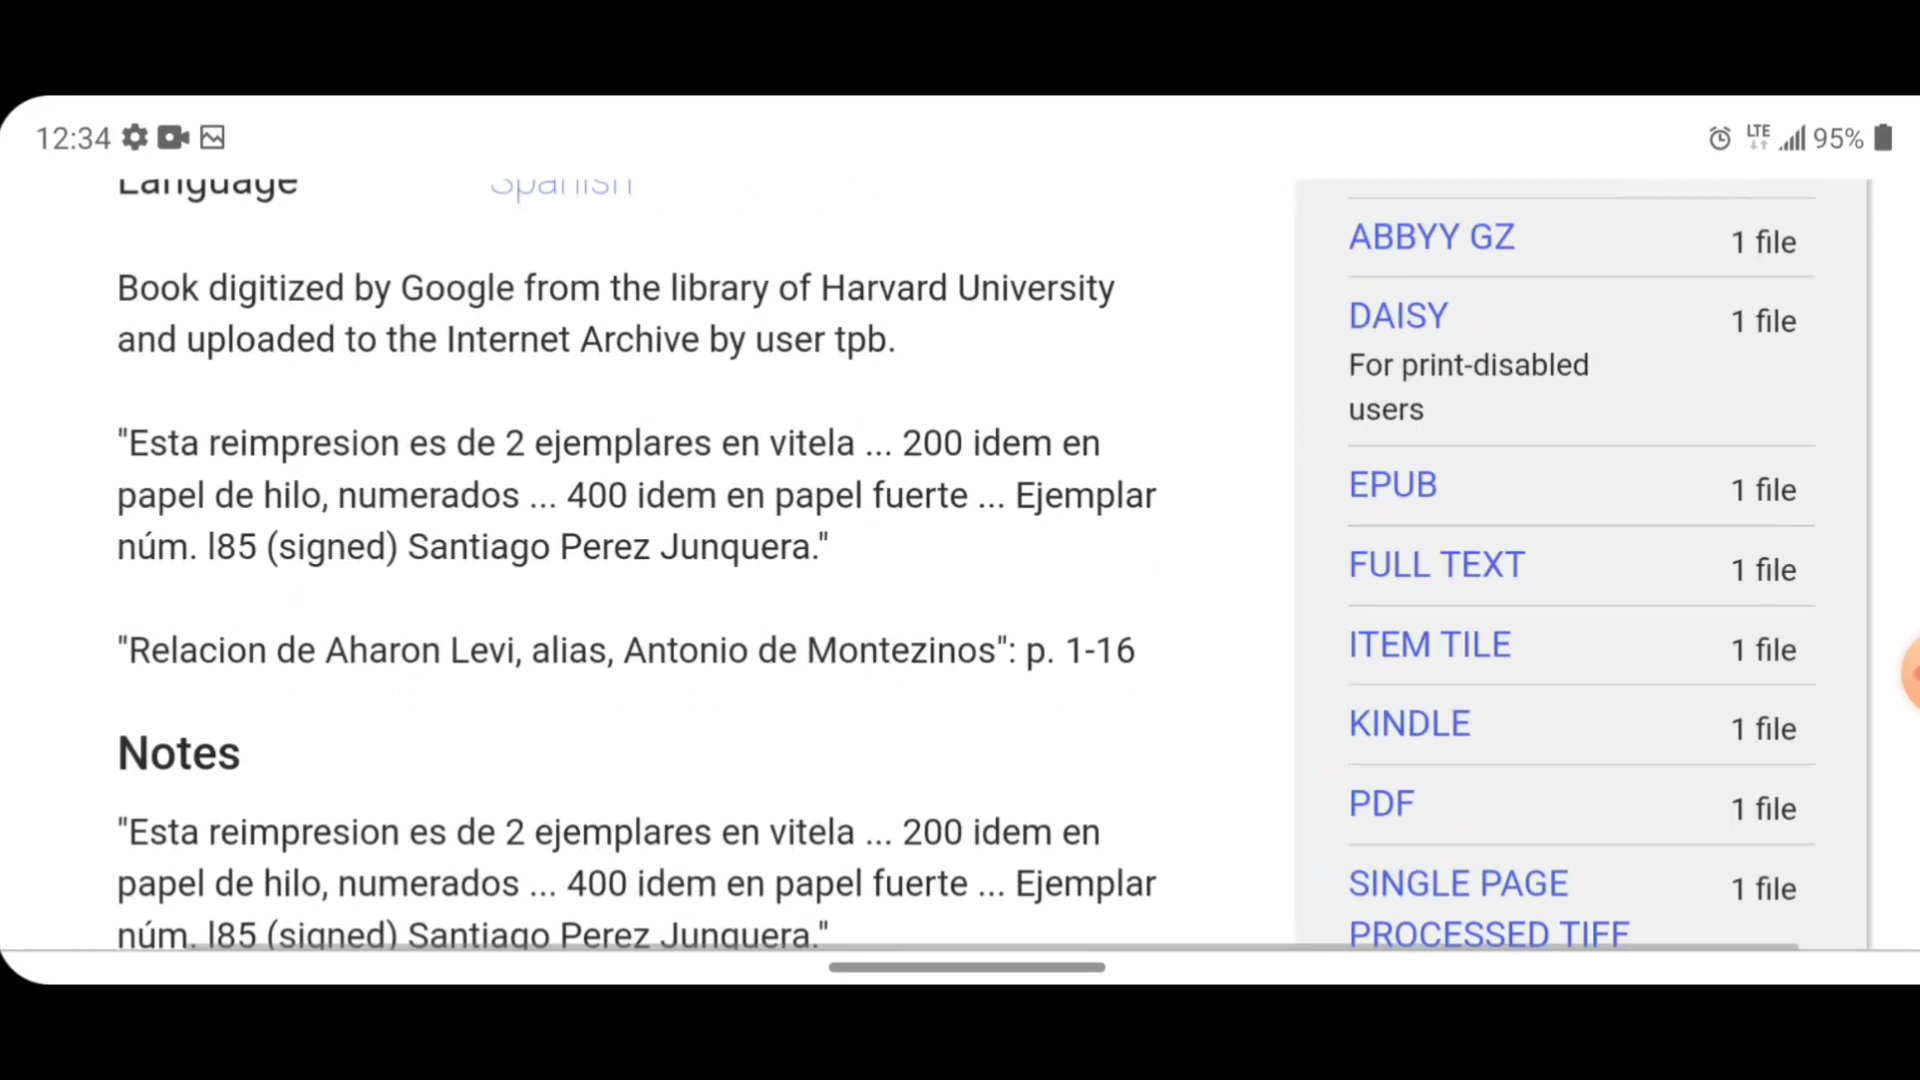 12:34
LTE 95%
Language Spanish
Book digitized by Google from the library of Harvard University
and uploaded to the Internet Archive by user tpb.
"Esta reimpresion es de 2 ejemplares en vitela ... 200 idem en
papel de hilo, numerados ... 400 idem en papel fuerte ... Ejemplar
núm. l85 (signed) Santiago Perez Junquera."
"Relacion de Aharon Levi, alias, Antonio de Montezinos": p. 1-16
Notes
"Esta reimpresion es de 2 ejemplares en vitela ... 200 idem en
papel de hilo, numerados ... 400 idem en papel fuerte ... Ejemplar
núm. l85 (signed) Santiago Perez Junquera."
ABBYY GZ 1 file
DAISY 1 file
For print-disabled
users
EPUB 1 file
FULL TEXT 1 file
ITEM TILE 1 file
KINDLE 1 file
PDF 1 file
SINGLE PAGE 1 file
PROCESSED TIFF